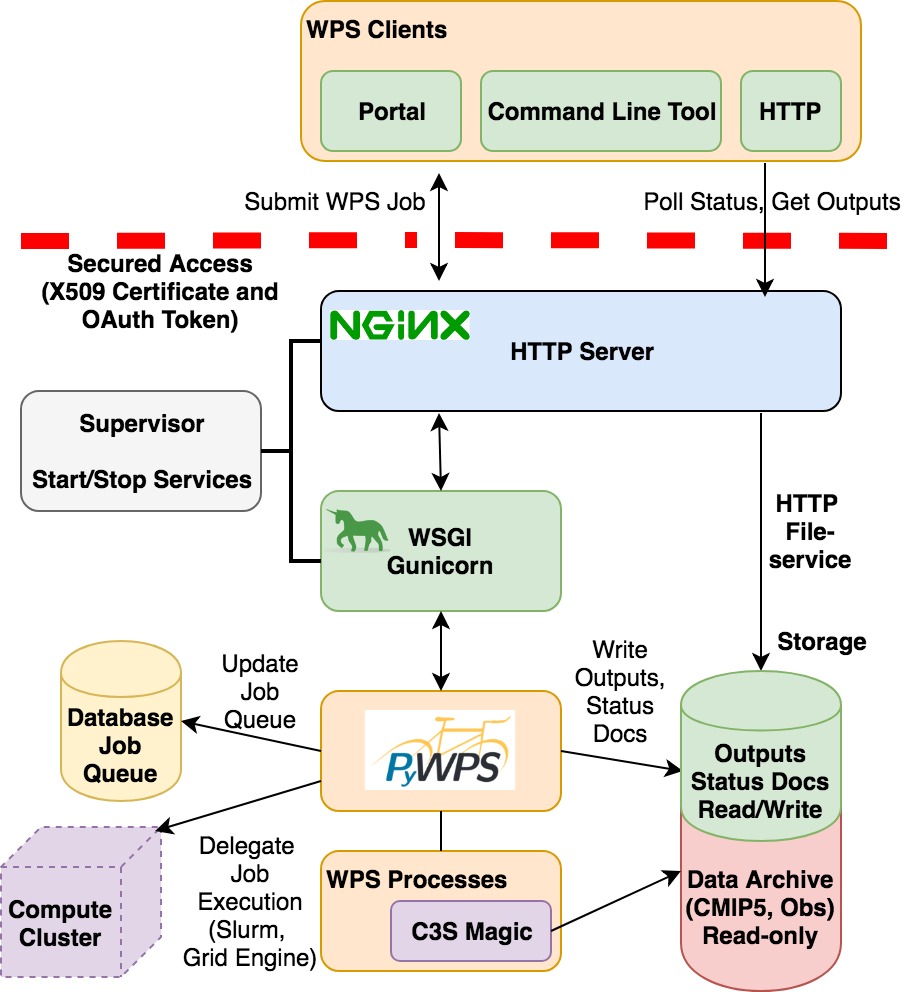 WPS Clients
Portal
Command Line Tool
HTTP
Submit WPS Job
Poll Status, Get Outputs
Secured Access
(X509 Certificate and
OAuth Token)
NGiNX
HTTP Server
Supervisor
Start/Stop Services
WSGI
Gunicorn
HTTP
File-
service
Storage
Update
Job
Queue
Write
Outputs,
Status
Docs
Database
Job
Queue
PyWPS
Outputs
Status Docs
Read/Write
Delegate
Job
Execution
(Slurm,
Grid Engine)
Compute
Cluster
WPS Processes
C3S Magic
Data Archive
(CMIP5, Obs)
Read-only